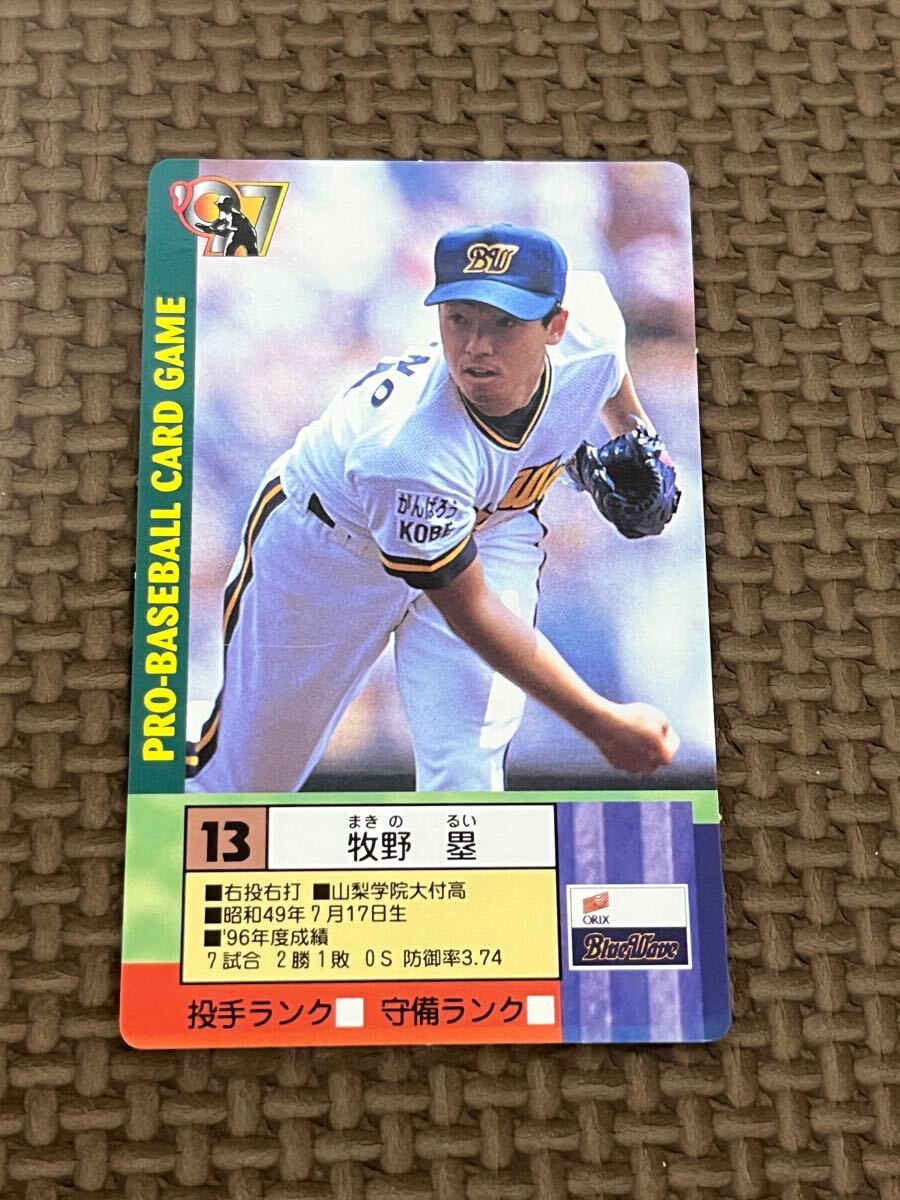 '97
PRO-BASEBALL CARD GAME
BW
がんばろう
KOBE
13
まきの るい
牧野 塁
■右投右打 ■山梨学院大付高
■昭和49年7月17日生
■'96年度成績
7試合 2勝1敗 0S 防御率3.74
ORIX
BlueWave
投手ランク 守備ランク